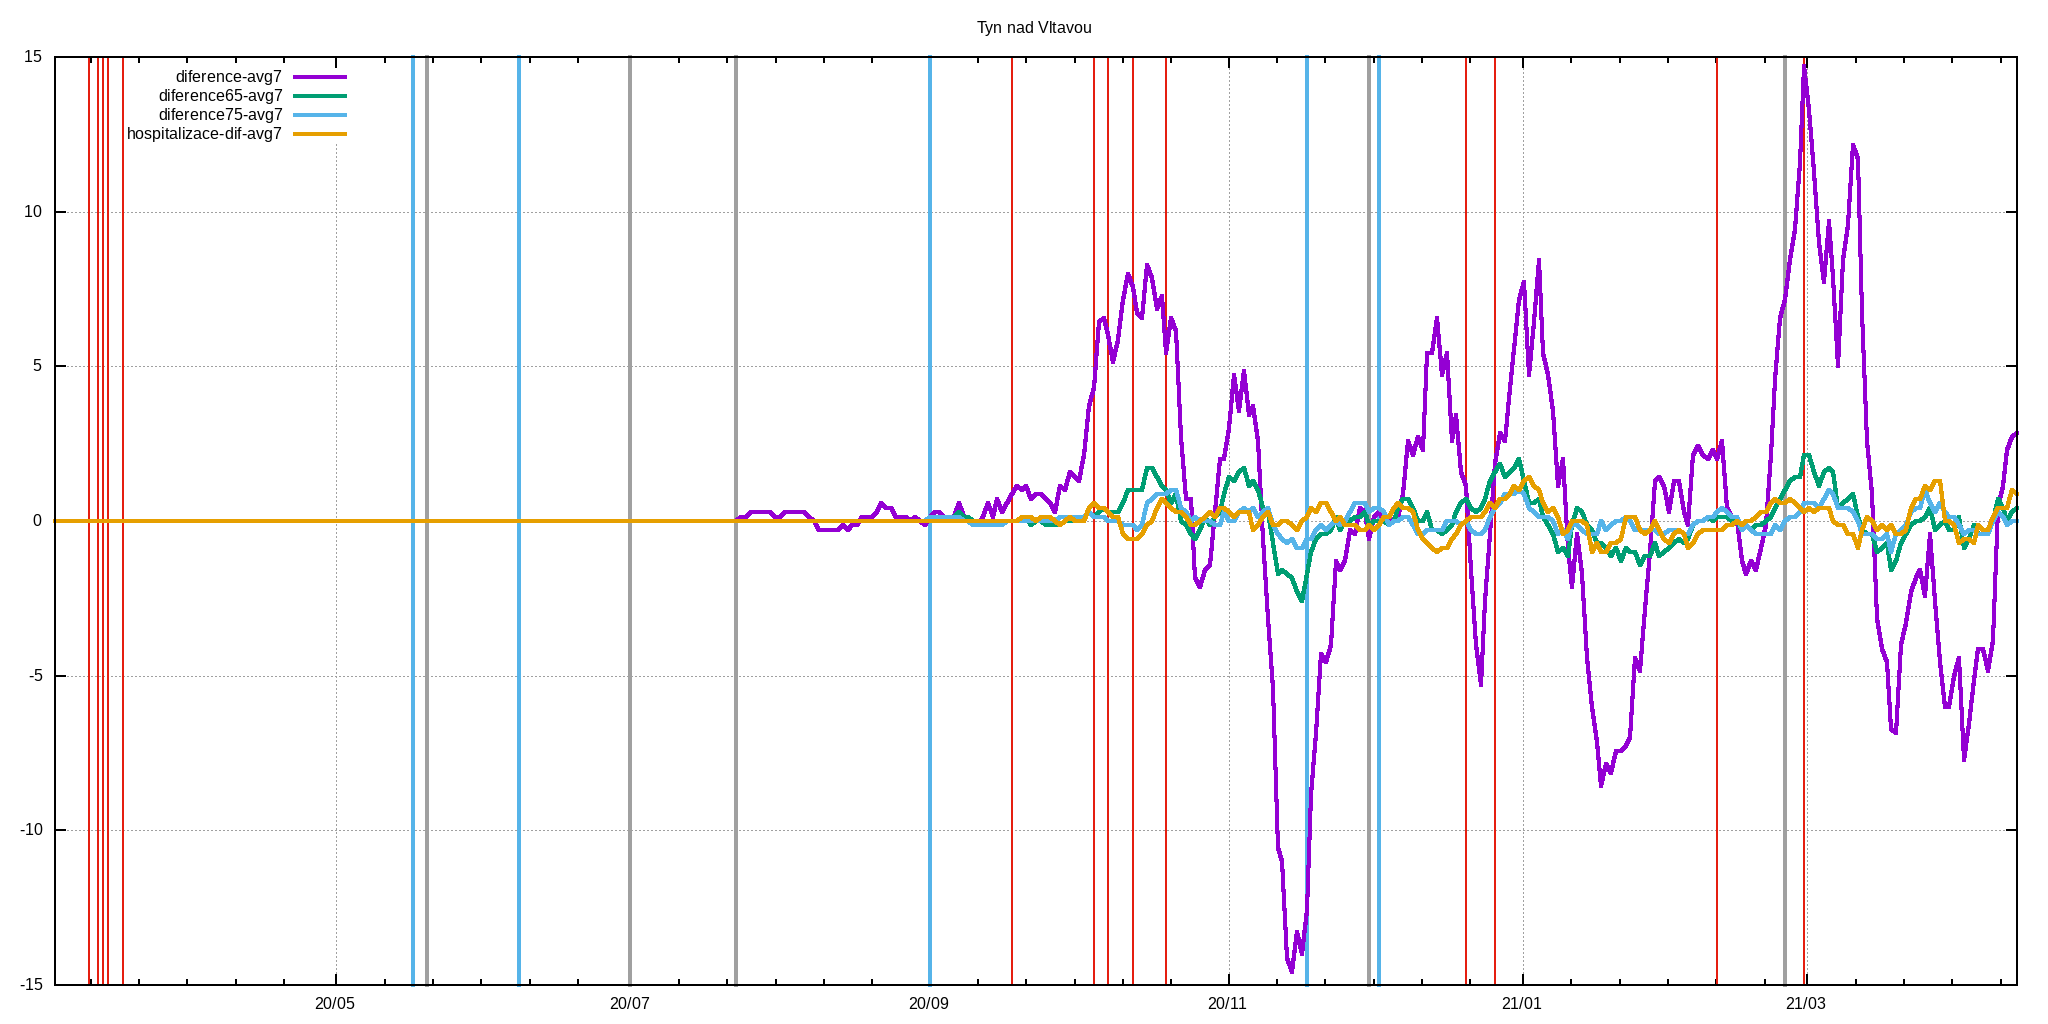 Tyn nad Vltavou
15
diference-avg7
diference65-avg7
diference75-avg7
hospitalizace-dif-avg7
10
5
0
-5
-10
-15
20/05 20/07 20/09 20/11 21/01 21/03